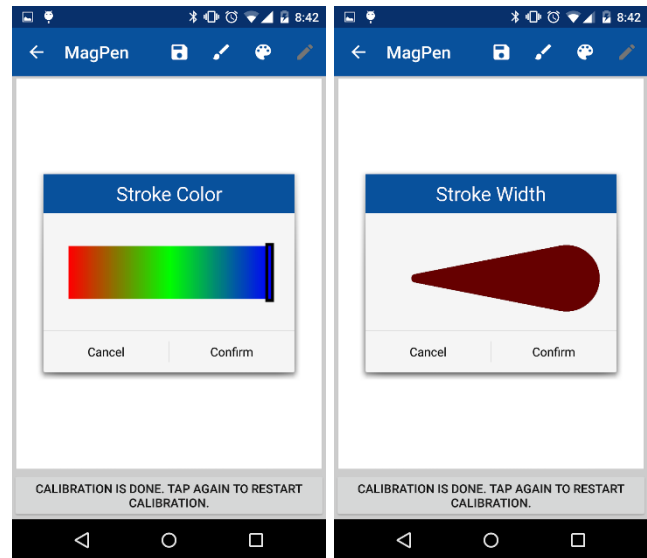 8:42
MagPen
Stroke Color
Cancel Confirm
CALIBRATION IS DONE. TAP AGAIN TO RESTART
CALIBRATION.
8:42
MagPen
Stroke Width
Cancel Confirm
CALIBRATION IS DONE. TAP AGAIN TO RESTART
CALIBRATION.